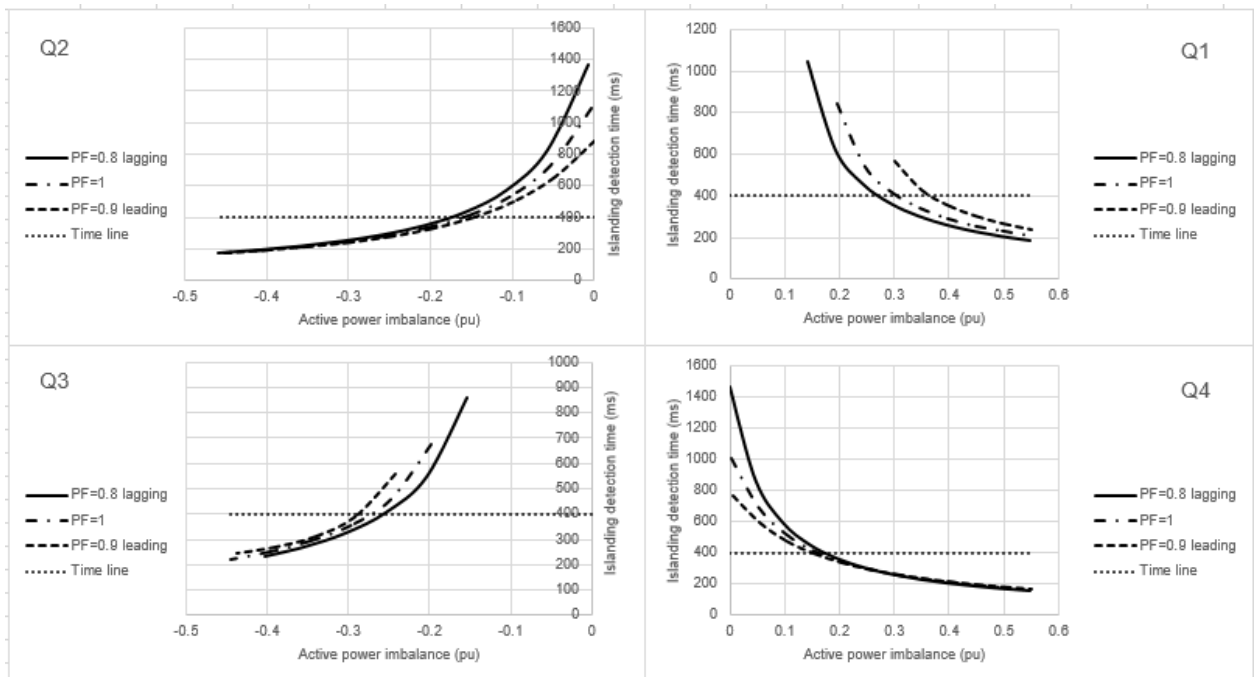 Q2
PF=0.8 lagging
PF=1
PF=0.9 leading
Time line
1600
1400
1200
1000
800
600
400
200
0
-0.5 -0.4 -0.3 -0.2 -0.1 0
Active power imbalance (pu)
Islanding detection time (ms)
Q1
Islanding detection time (ms)
1200
1000
800
600
400
200
0
0 0.1 0.2 0.3 0.4 0.5 0.6
Active power imbalance (pu)
PF=0.8 lagging
PF=1
PF=0.9 leading
Time line
Q3
PF=0.8 lagging
PF=1
PF=0.9 leading
Time line
1000
900
800
700
600
500
400
300
200
100
0
-0.5 -0.4 -0.3 -0.2 -0.1 0
Active power imbalance (pu)
Islanding detection time (ms)
Q4
Islanding detection time (ms)
1600
1400
1200
1000
800
600
400
200
0
0 0.1 0.2 0.3 0.4 0.5 0.6
Active power imbalance (pu)
PF=0.8 lagging
PF=1
PF=0.9 leading
Time line